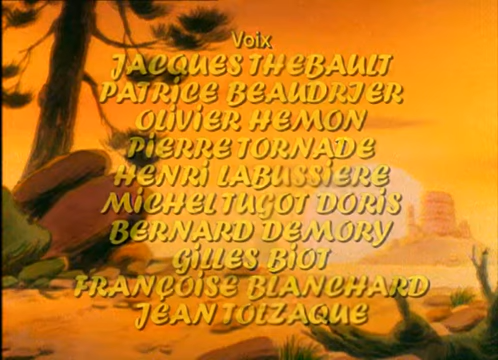 Voix
JACQUES THEBAULT
PATRICE BEAUDRIER
OLIVIER HEMON
PIERRE TORNADE
HENRI LABUSSIERE
MICHEL TUGOT DORIS
BERNARD DEMORY
GILLES BIOT
FRANÇOISE BLANCHARD
JEAN TOLZAQUE